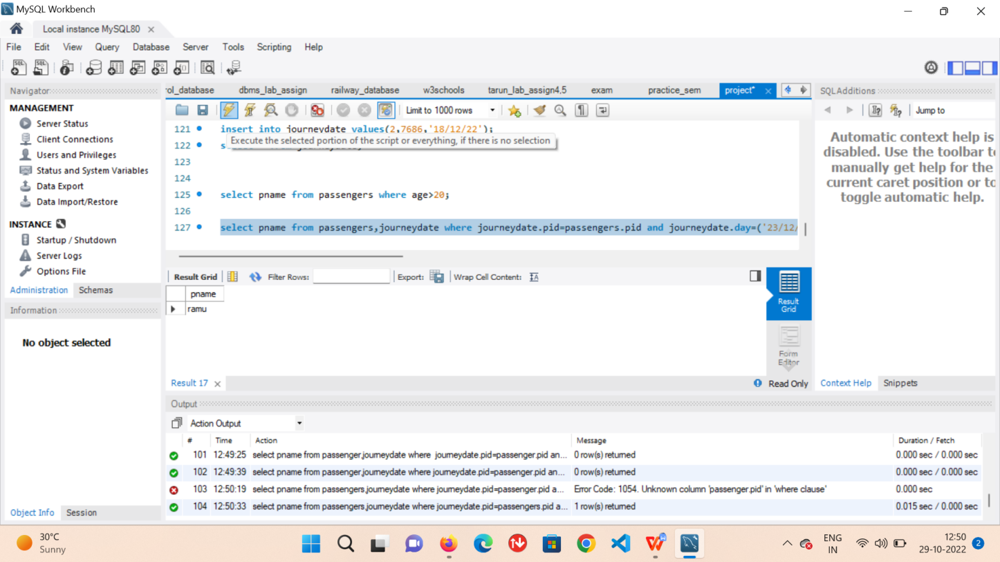 MySQL Workbench
Local instance MySQL80
File Edit View Query Database Server Tools Scripting Help
Navigator
MANAGEMENT
Server Status
Client Connections
Users and Privileges
Status and System Variables
Data Export
Data Import/Restore
INSTANCE
Startup / Shutdown
Server Logs
Options File
Administration Schemas
Information
No object selected
Object Info Session
rol_database dbms_lab_assign railway_database w3schools tarun_lab_assign4,5 exam practice_sem project*
Limit to 1000 rows
121 insert into journeydate values(2,7686,'18/12/22');
Execute the selected portion of the script or everything, if there is no selection
122
123
124
125 select pname from passengers where age>20;
126
127 select pname from passengers,journeydate where journeydate.pid=passengers.pid and journeydate.day=('23/12/
Result Grid Filter Rows: Export: Wrap Cell Content:
pname
ramu
Result Grid
Form Editor
Result 17
Read Only
SQLAdditions
Jump to
Automatic context help is
disabled. Use the toolbar to
manually get help for the
current caret position or to
toggle automatic help.
Context Help Snippets
Output
Action Output
# Time Action Message Duration / Fetch
101 12:49:25 select pname from passenger,journeydate where journeydate.pid=passenger.pid an... 0 row(s) returned 0.000 sec / 0.000 sec
102 12:49:39 select pname from passenger,journeydate where journeydate.pid=passenger.pid an... 0 row(s) returned 0.000 sec / 0.000 sec
103 12:50:19 select pname from passengers,journeydate where journeydate.pid=passenger.pid a... Error Code: 1054. Unknown column 'passenger.pid' in 'where clause' 0.000 sec
104 12:50:33 select pname from passengers,journeydate where journeydate.pid=passengers.pid a... 1 row(s) returned 0.015 sec / 0.000 sec
30°C
Sunny
ENG
IN
12:50
29-10-2022
2